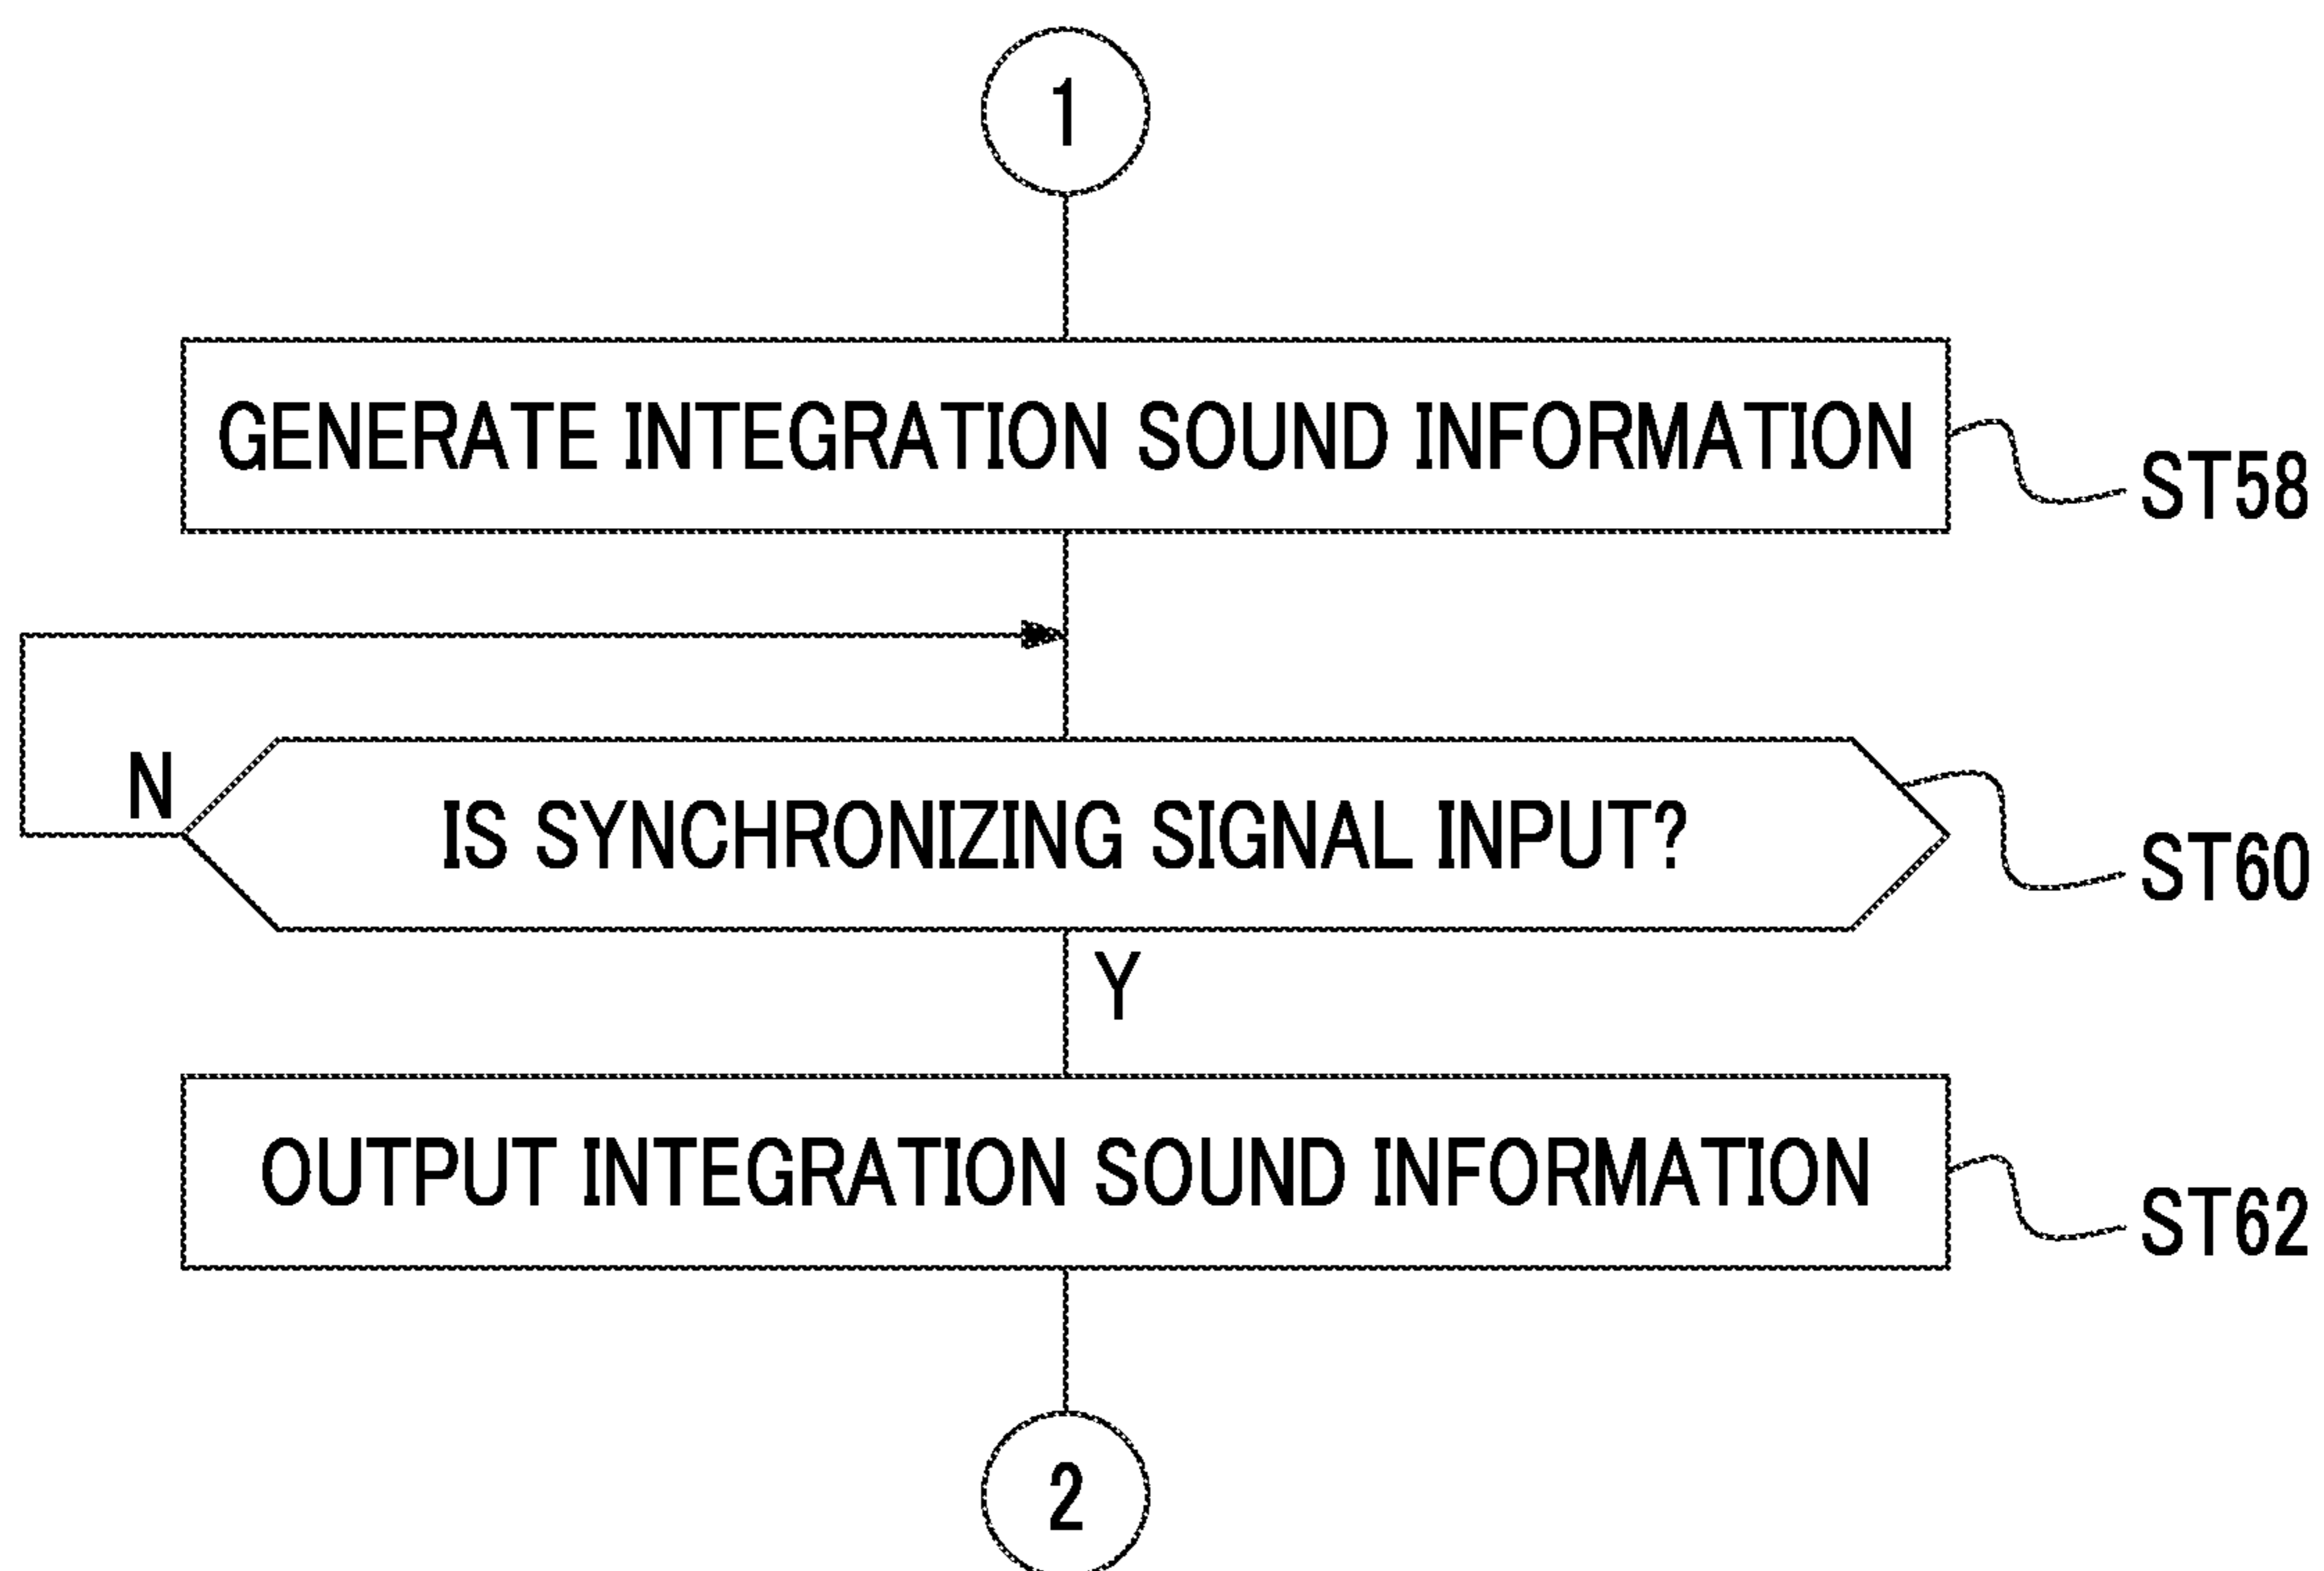 1
GENERATE INTEGRATION SOUND INFORMATION
ST58
N
IS SYNCHRONIZING SIGNAL INPUT?
ST60
Y
OUTPUT INTEGRATION SOUND INFORMATION
ST62
2